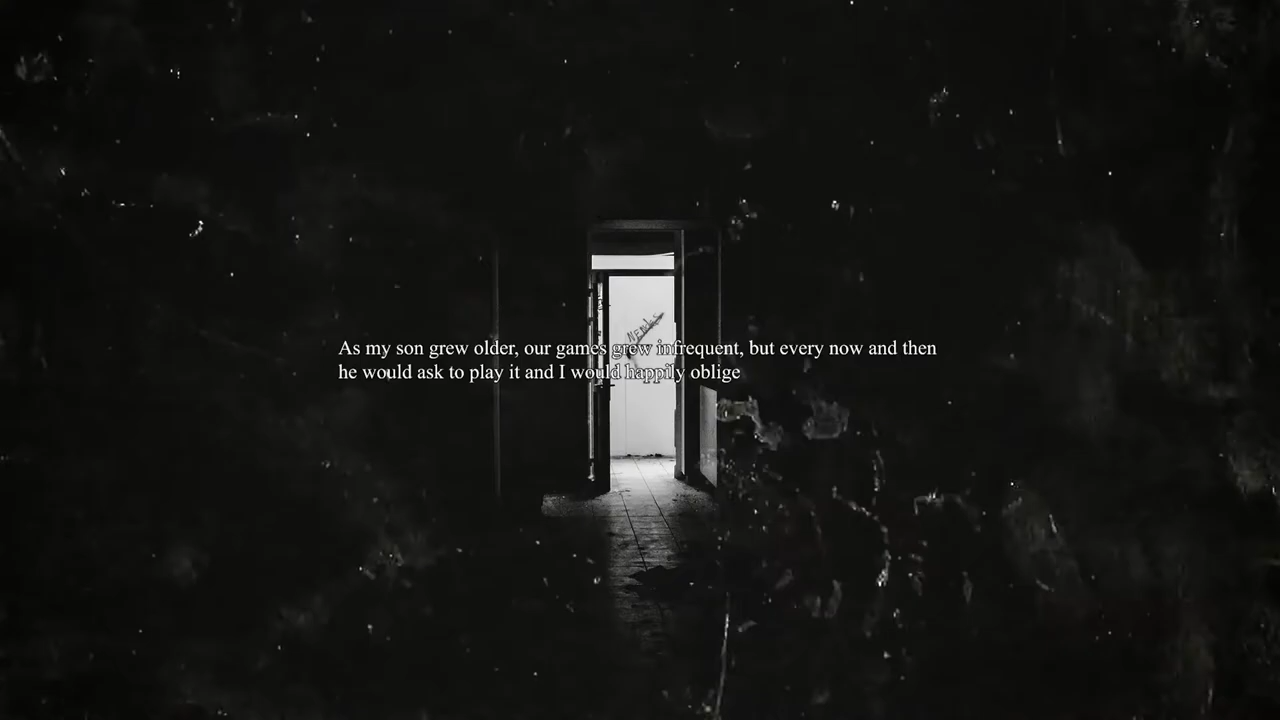 As my son grew older, our games grew infrequent, but every now and then
he would ask to play it and I would happily oblige